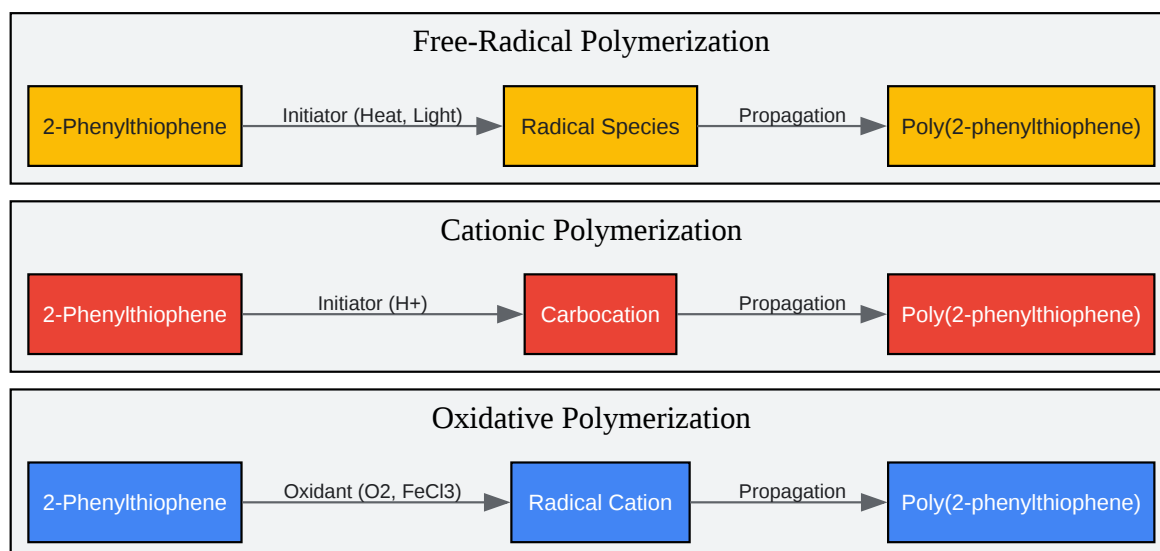 Free-Radical Polymerization
2-Phenylthiophene
Initiator (Heat, Light)
Radical Species
Propagation
Poly(2-phenylthiophene)
Cationic Polymerization
2-Phenylthiophene
Initiator (H+)
Carbocation
Propagation
Poly(2-phenylthiophene)
Oxidative Polymerization
2-Phenylthiophene
Oxidant (O2, FeCl3)
Radical Cation
Propagation
Poly(2-phenylthiophene)